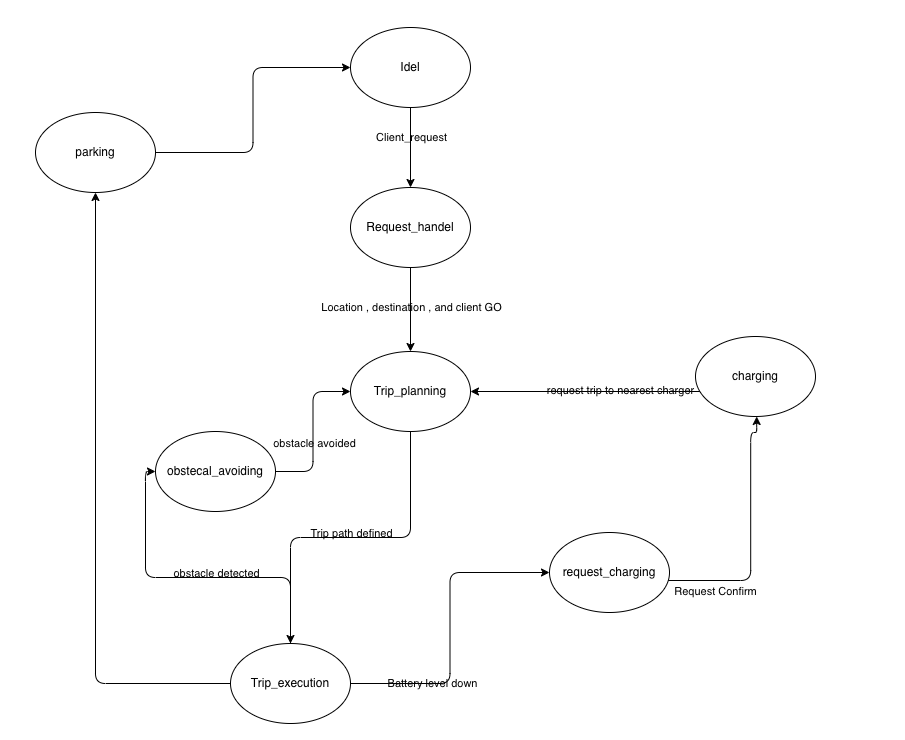 Idel
Client_request
parking
Request_handel
Location , destination , and client GO
charging
Trip_planning
request trip to nearest charger
obstacle avoided
obstecal_avoiding
Trip path defined
obstacle detected
request_charging
Request Confirm
Trip_execution
Battery level down